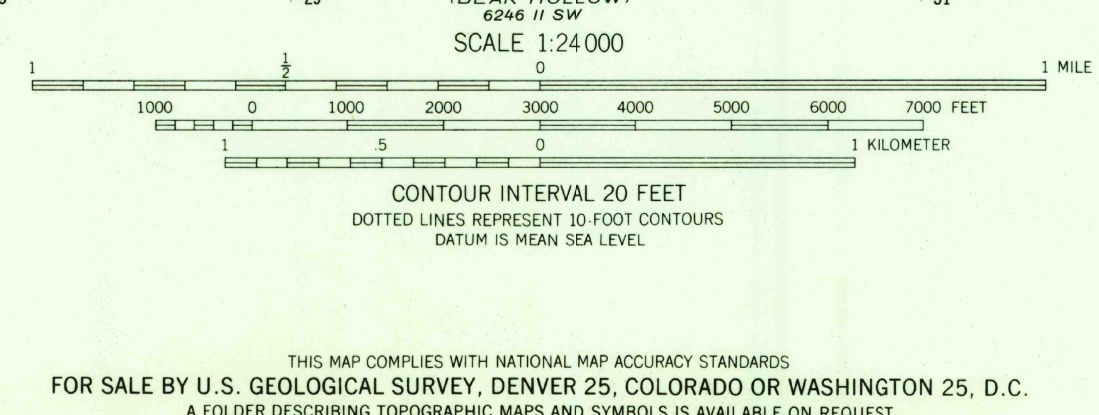 (BEAR HOLLOW)
6246 II SW
SCALE 1:24 000
1 ½ 0 1 MILE
1000 0 1000 2000 3000 4000 5000 6000 7000 FEET
1 .5 0 1 KILOMETER
CONTOUR INTERVAL 20 FEET
DOTTED LINES REPRESENT 10-FOOT CONTOURS
DATUM IS MEAN SEA LEVEL
THIS MAP COMPLIES WITH NATIONAL MAP ACCURACY STANDARDS
FOR SALE BY U.S. GEOLOGICAL SURVEY, DENVER 25, COLORADO OR WASHINGTON 25, D.C.
A FOLDER DESCRIBING TOPOGRAPHIC MAPS AND SYMBOLS IS AVAILABLE ON REQUEST